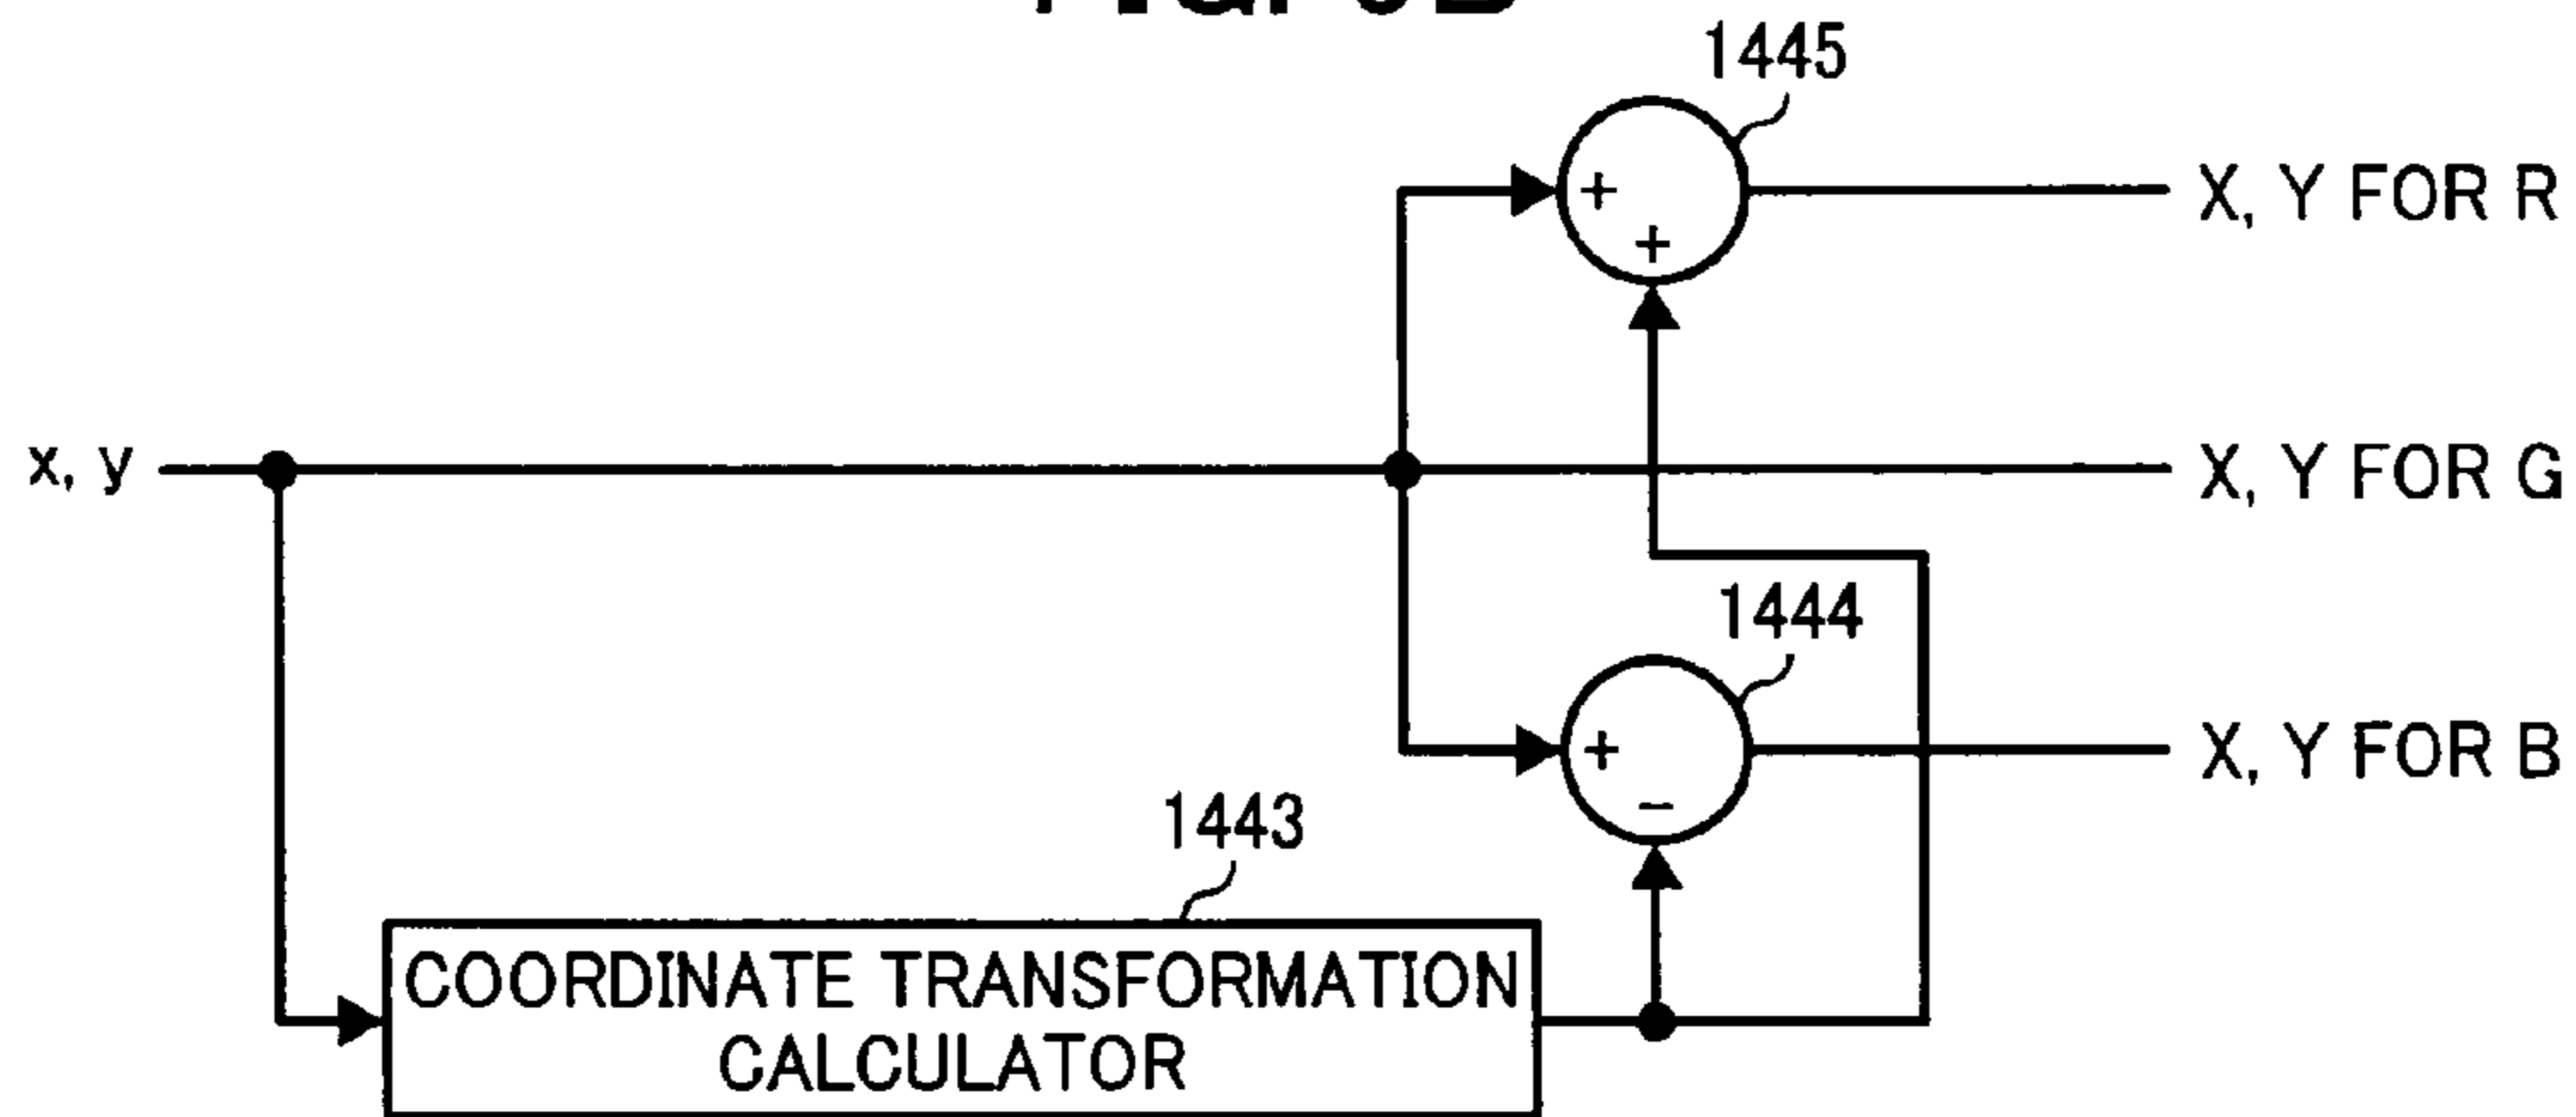 1445
+
+
X, Y FOR R
x, y
X, Y FOR G
1444
+
−
X, Y FOR B
1443
COORDINATE TRANSFORMATION
CALCULATOR